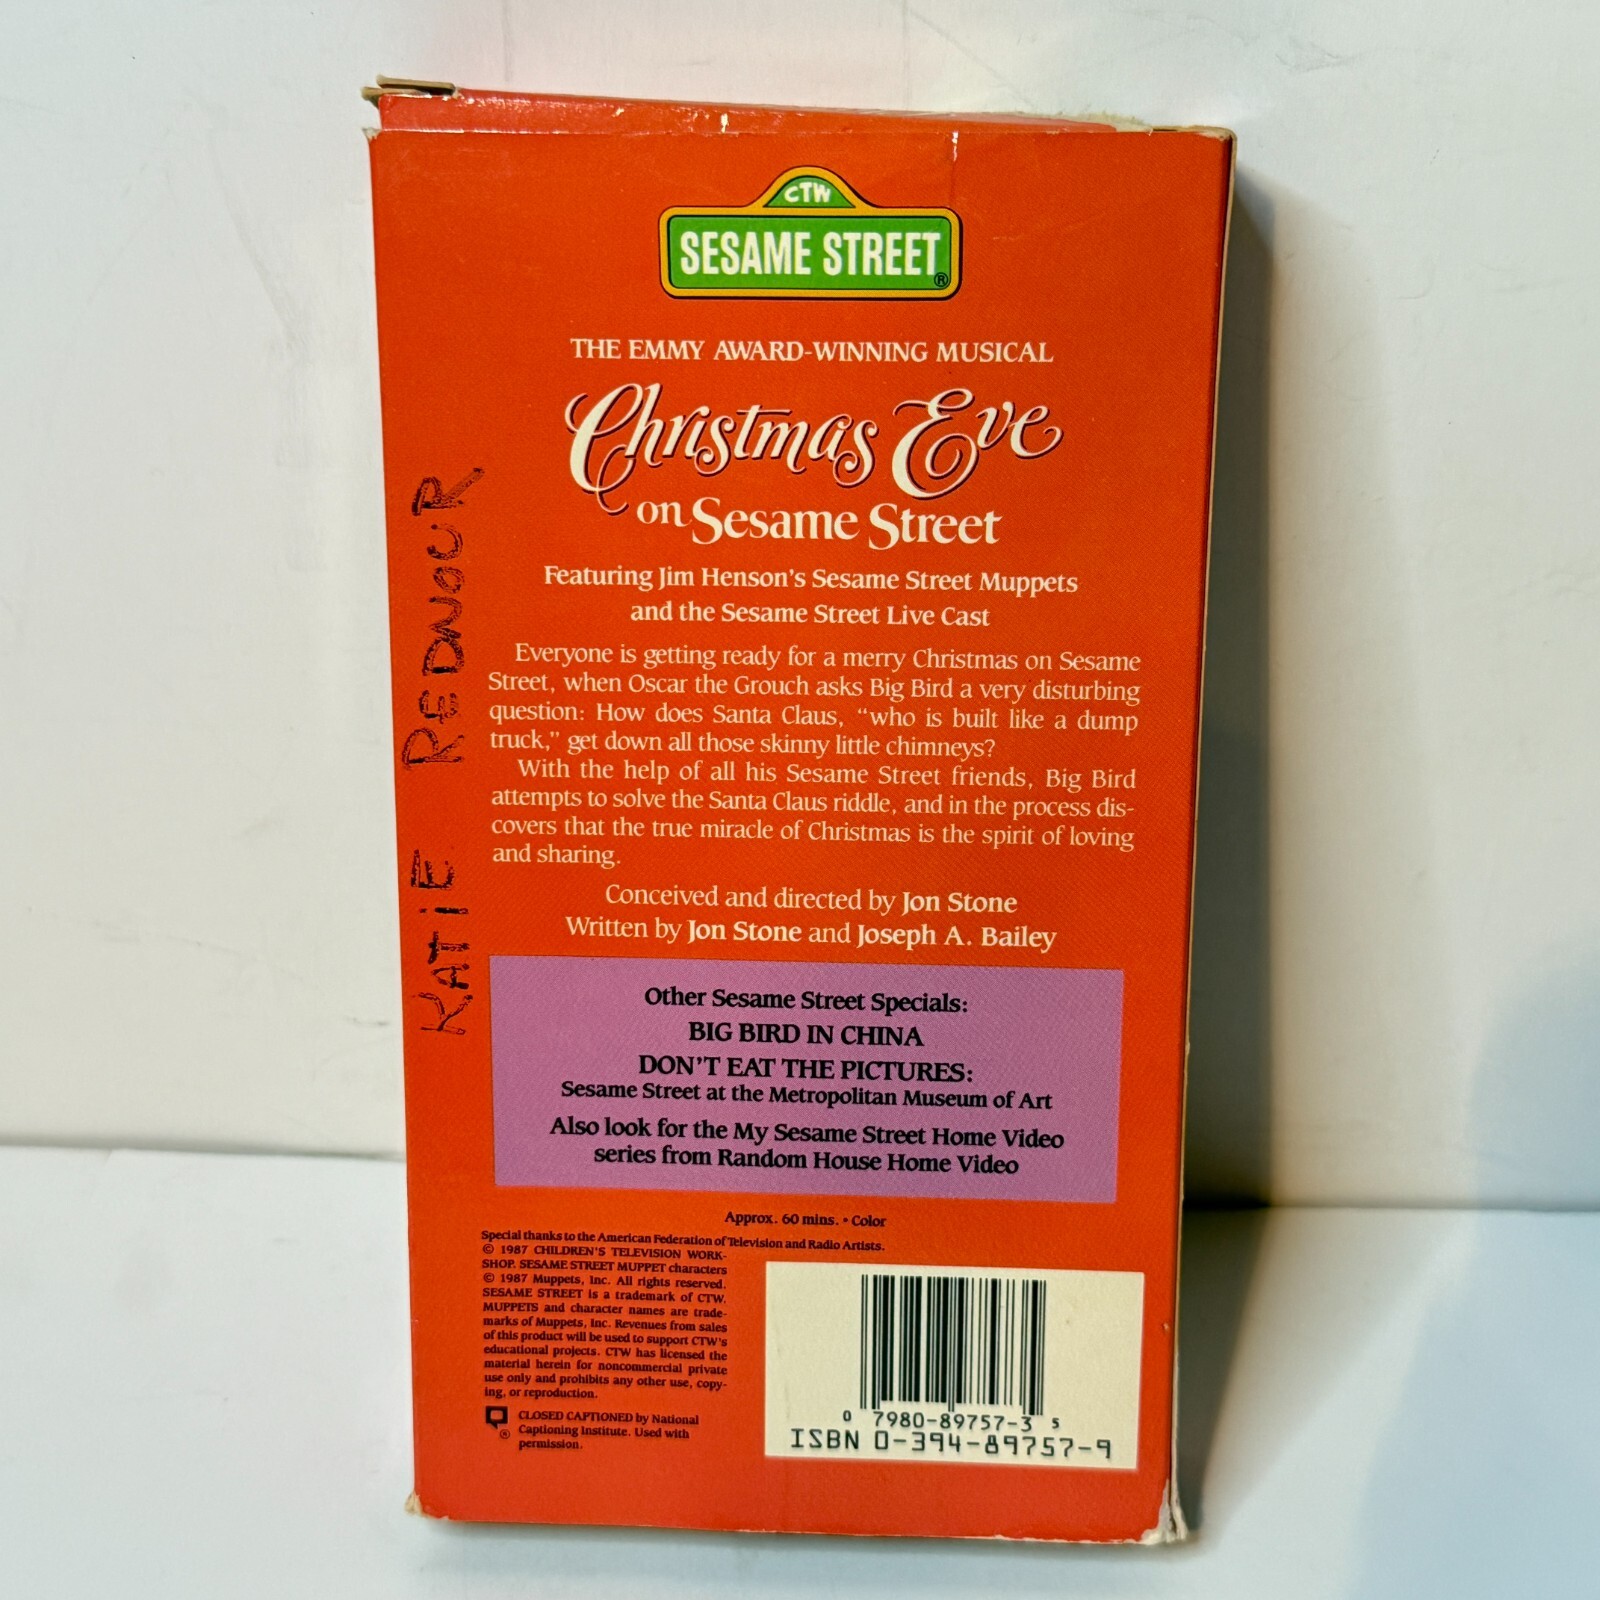 CTW
SESAME STREET®
THE EMMY AWARD-WINNING MUSICAL
Christmas Eve
on Sesame Street
Featuring Jim Henson's Sesame Street Muppets
and the Sesame Street Live Cast
Everyone is getting ready for a merry Christmas on Sesame
Street, when Oscar the Grouch asks Big Bird a very disturbing
question: How does Santa Claus, "who is built like a dump
truck," get down all those skinny little chimneys?
With the help of all his Sesame Street friends, Big Bird
attempts to solve the Santa Claus riddle, and in the process dis-
covers that the true miracle of Christmas is the spirit of loving
and sharing.
Conceived and directed by Jon Stone
Written by Jon Stone and Joseph A. Bailey
KATiE REDNOUR
Other Sesame Street Specials:
BIG BIRD IN CHINA
DON'T EAT THE PICTURES:
Sesame Street at the Metropolitan Museum of Art
Also look for the My Sesame Street Home Video
series from Random House Home Video
Approx. 60 mins. • Color
Special thanks to the American Federation of Television and Radio Artists.
© 1987 CHILDREN'S TELEVISION WORK-
SHOP. SESAME STREET MUPPET characters
© 1987 Muppets, Inc. All rights reserved.
SESAME STREET is a trademark of CTW.
MUPPETS and character names are trade-
marks of Muppets, Inc. Revenues from sales
of this product will be used to support CTW's
educational projects. CTW has licensed the
material herein for noncommercial private
use only and prohibits any other use, copy-
ing, or reproduction.
® CLOSED CAPTIONED by National
Captioning Institute. Used with
permission.
0 7980-89757-3 5
ISBN 0-394-89757-9